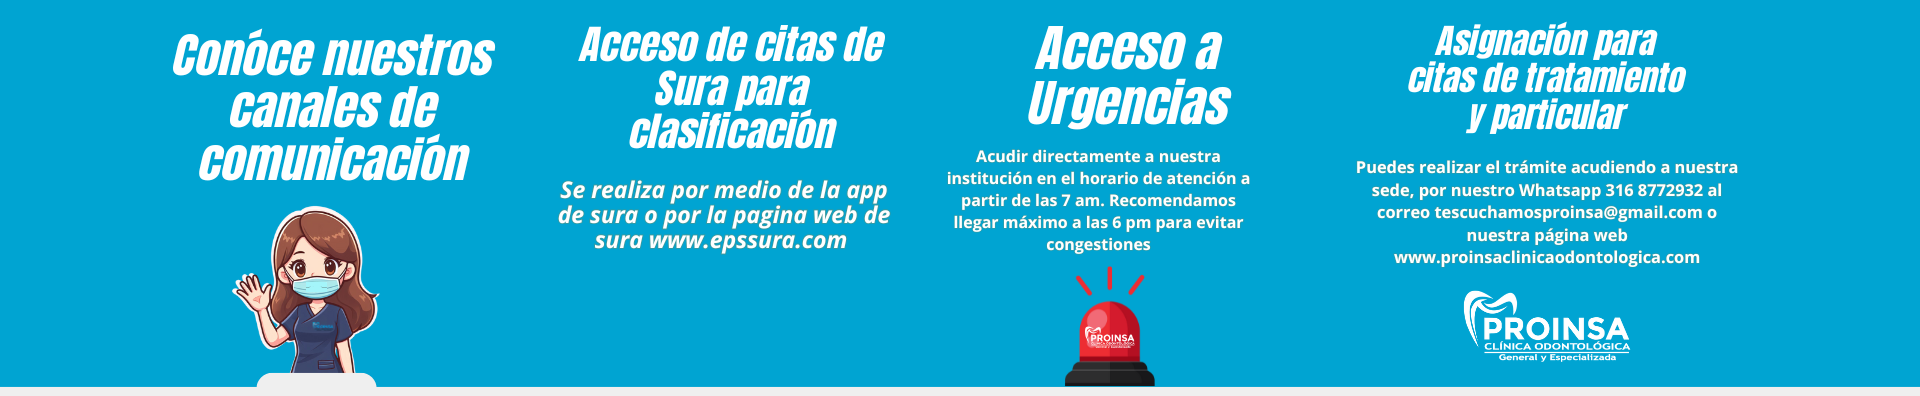 Conóce nuestros
canales de
comunicación
Acceso de citas de
Sura para
clasificación
Se realiza por medio de la app
de sura o por la pagina web de
sura www.epssura.com
Acceso a
Urgencias
Acudir directamente a nuestra
institución en el horario de atención a
partir de las 7 am. Recomendamos
llegar máximo a las 6 pm para evitar
congestiones
PROINSA
CLÍNICA ODONTOLÓGICA
Asignación para
citas de tratamiento
y particular
Puedes realizar el trámite acudiendo a nuestra
sede, por nuestro Whatsapp 316 8772932 al
correo tescuchamosproinsa@gmail.com o
nuestra página web
www.proinsaclinicaodontologica.com
PROINSA
CLÍNICA ODONTOLÓGICA
General y Especializada